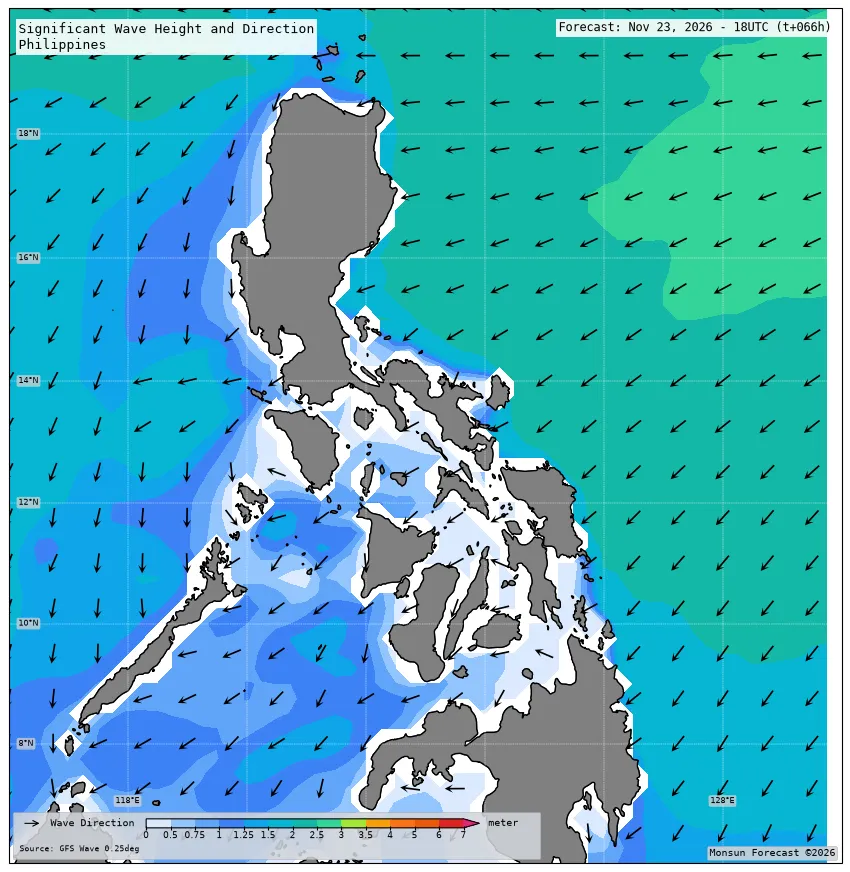 Significant Wave Height and Direction
Philippines
Forecast: Nov 23, 2026 - 18UTC (t+066h)
18°N
16°N
14°N
12°N
10°N
8°N
118°E
128°E
Wave Direction
meter
0 0.5 0.75 1 1.25 1.5 2 2.5 3 3.5 4 5 6 7
Source: GFS Wave 0.25deg
Monsun Forecast ©2026